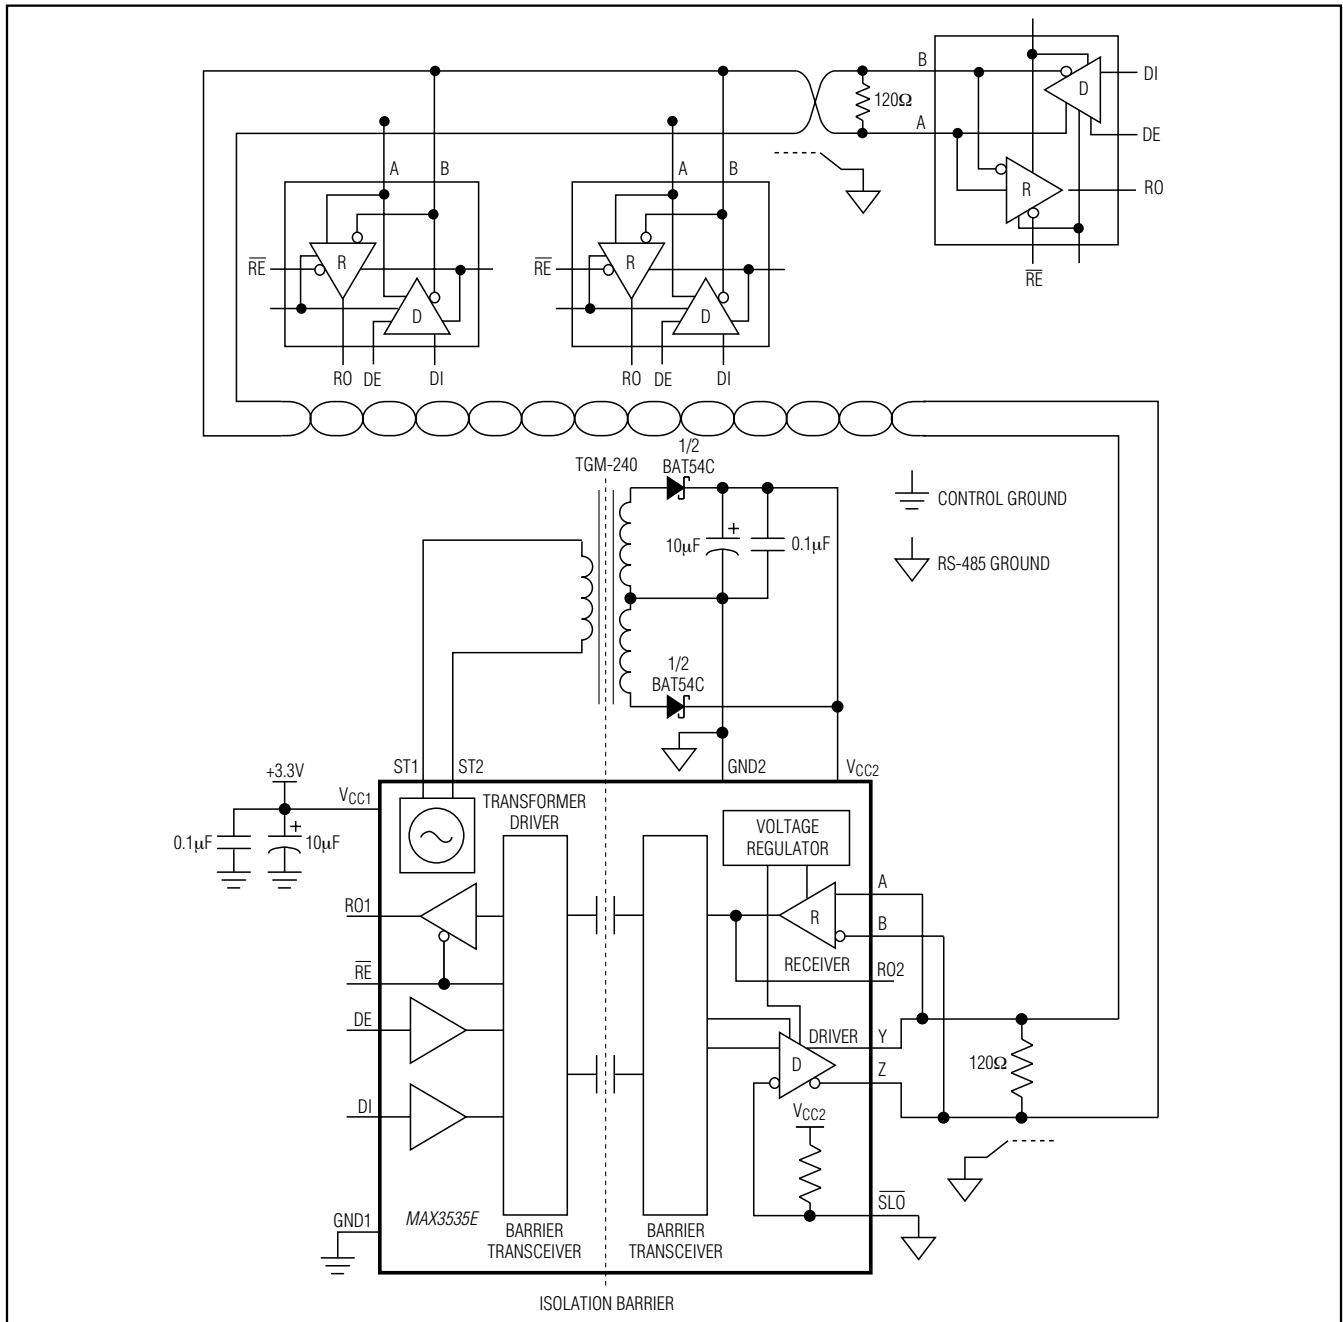 B
120Ω
A
D
DI
DE
R
RO
RE
A
B
R
RE
D
RO
DE
DI
A
B
R
RE
D
RO
DE
DI
TGM-240
1/2
BAT54C
10µF
+
0.1µF
CONTROL GROUND
RS-485 GROUND
1/2
BAT54C
ST1
ST2
GND2
VCC2
+3.3V
VCC1
0.1µF
+
10µF
TRANSFORMER
DRIVER
VOLTAGE
REGULATOR
RO1
RE
DE
DI
R
RECEIVER
A
B
RO2
DRIVER
D
Y
Z
120Ω
VCC2
SLO
GND1
MAX3535E
BARRIER
TRANSCEIVER
BARRIER
TRANSCEIVER
ISOLATION BARRIER